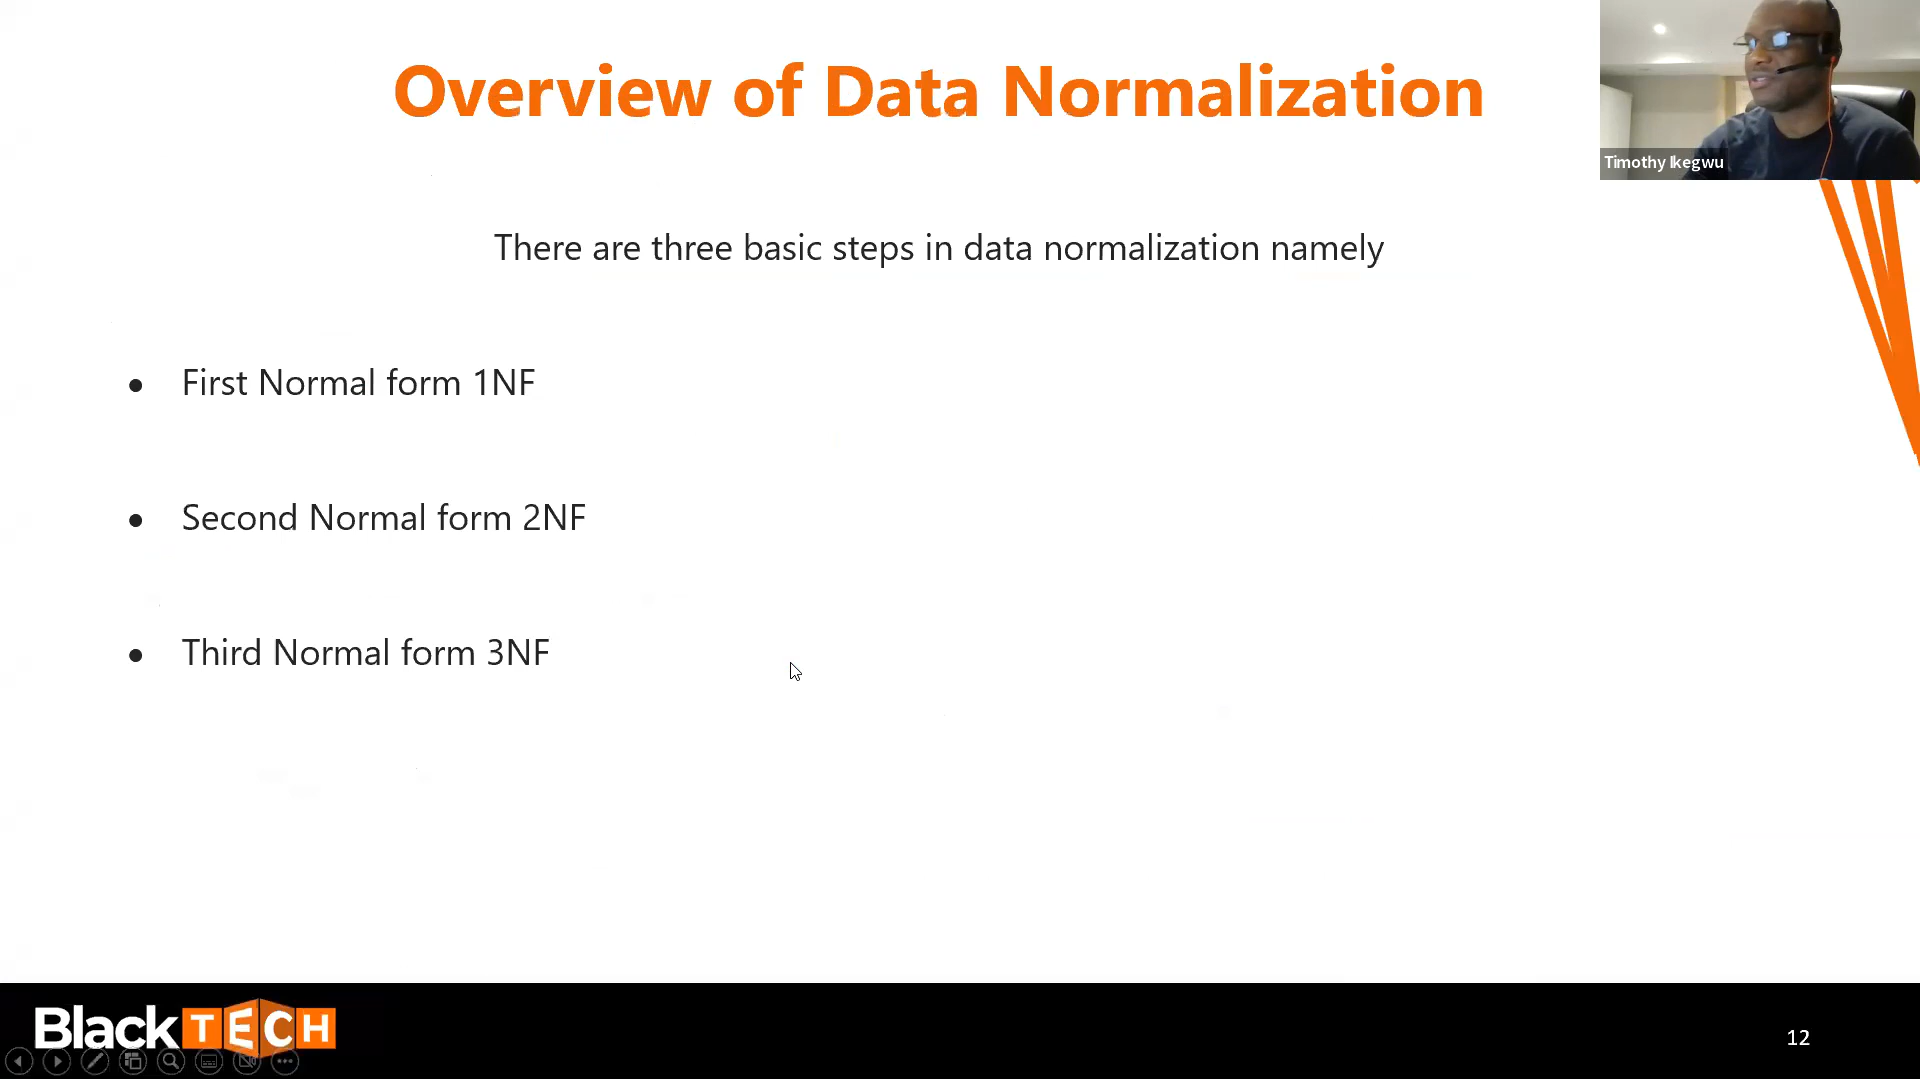 Overview of Data Normalization
Timothy Ikegwu
There are three basic steps in data normalization namely
• First Normal form 1NF
• Second Normal form 2NF
• Third Normal form 3NF
BlackTECH
12